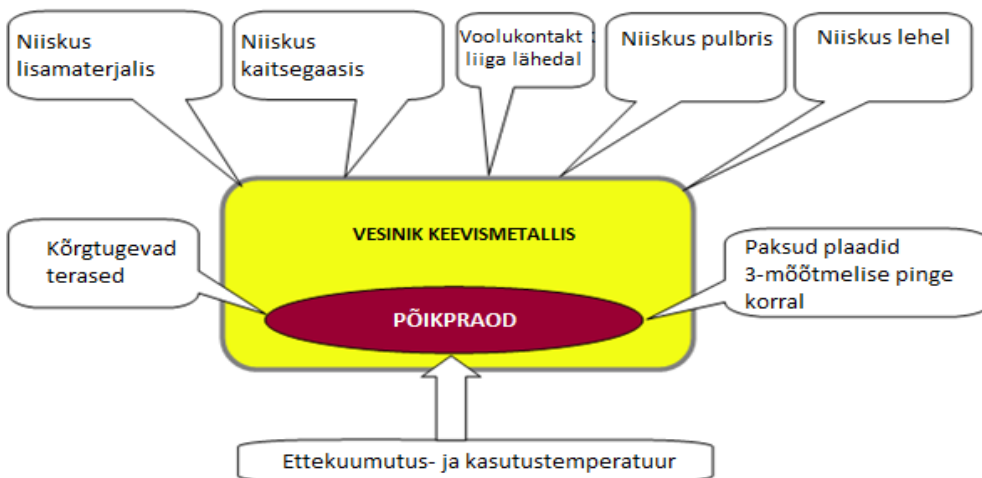 Niiskus
lisamaterjalis
Niiskus
kaitsegaasis
Voolukontakt
liiga lähedal
Niiskus pulbris
Niiskus lehel
VESINIK KEEVISMETALLIS
Kõrgtugevad
terased
Paksud plaadid
3-mõõtmelise pinge
korral
PÕIKPRAOD
Ettekuumutus- ja kasutustemperatuur